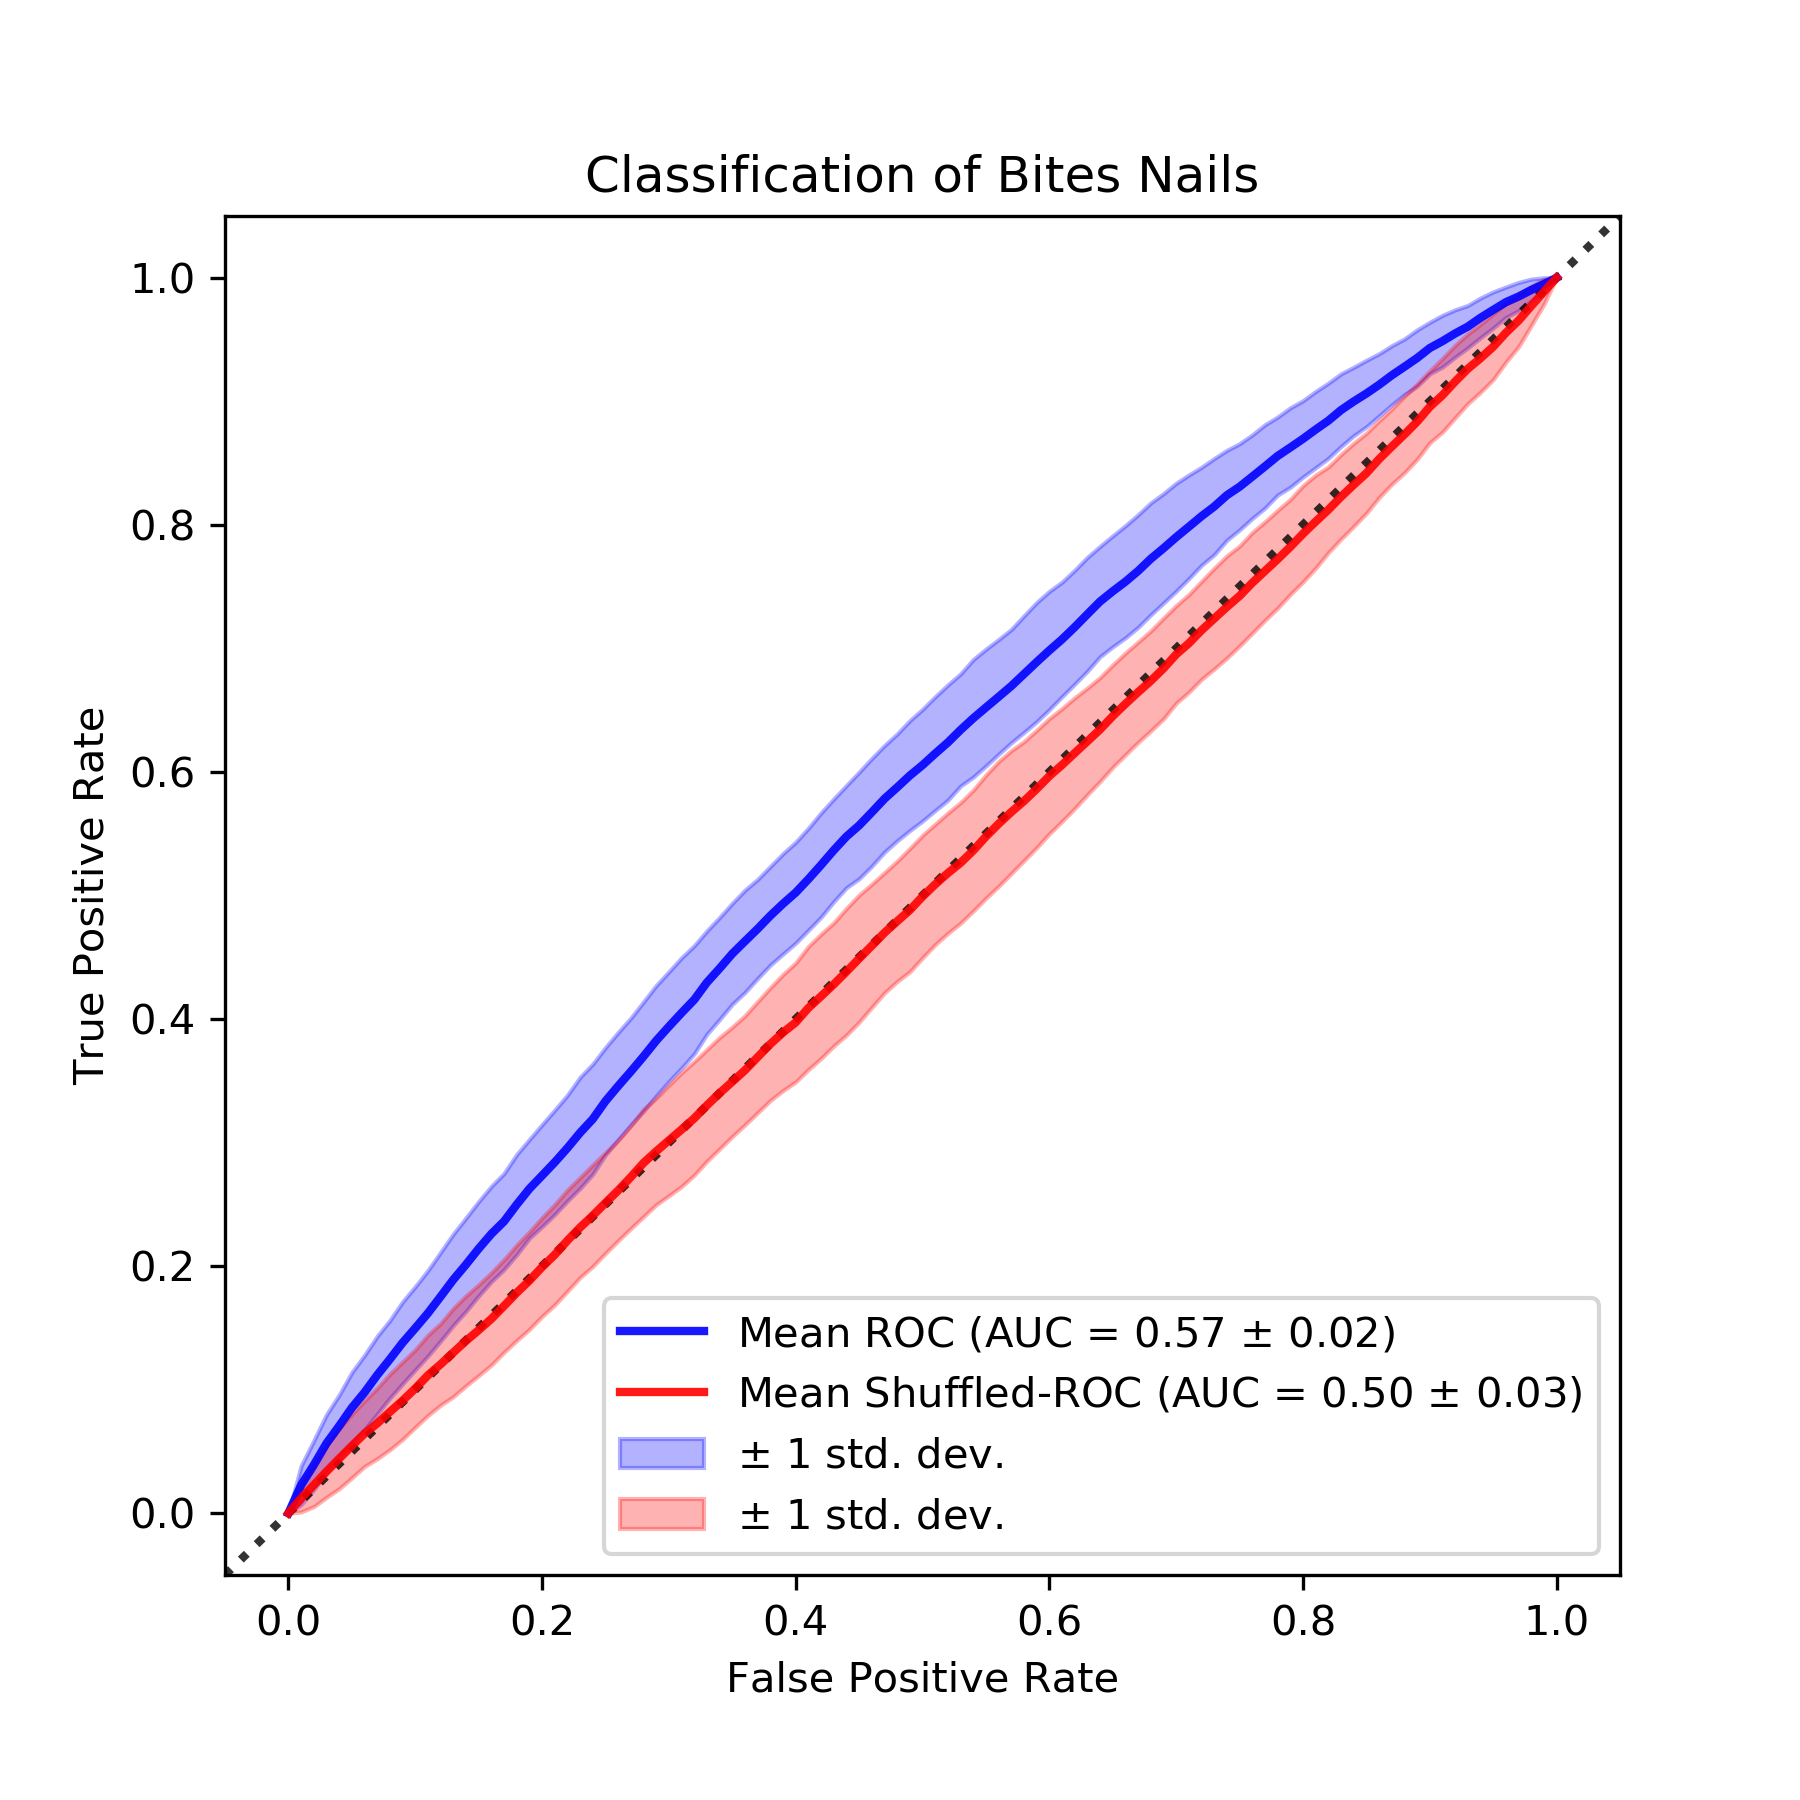 Classification of Bites Nails
True Positive Rate
1.0
0.8
0.6
0.4
0.2
0.0
Mean ROC (AUC = 0.57 ± 0.02)
Mean Shuffled-ROC (AUC = 0.50 ± 0.03)
± 1 std. dev.
± 1 std. dev.
0.0 0.2 0.4 0.6 0.8 1.0
False Positive Rate